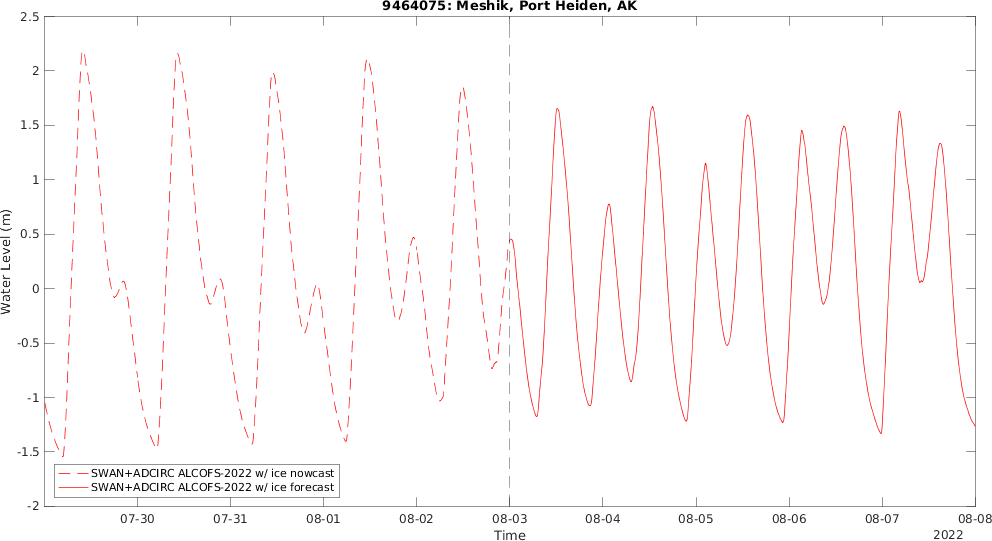 9464075: Meshik, Port Heiden, AK
Water Level (m)
2.5
2
1.5
1
0.5
0
-0.5
-1
-1.5
-2
SWAN+ADCIRC ALCOFS-2022 w/ ice nowcast
SWAN+ADCIRC ALCOFS-2022 w/ ice forecast
07-30 07-31 08-01 08-02 08-03 08-04 08-05 08-06 08-07 08-08
Time
2022